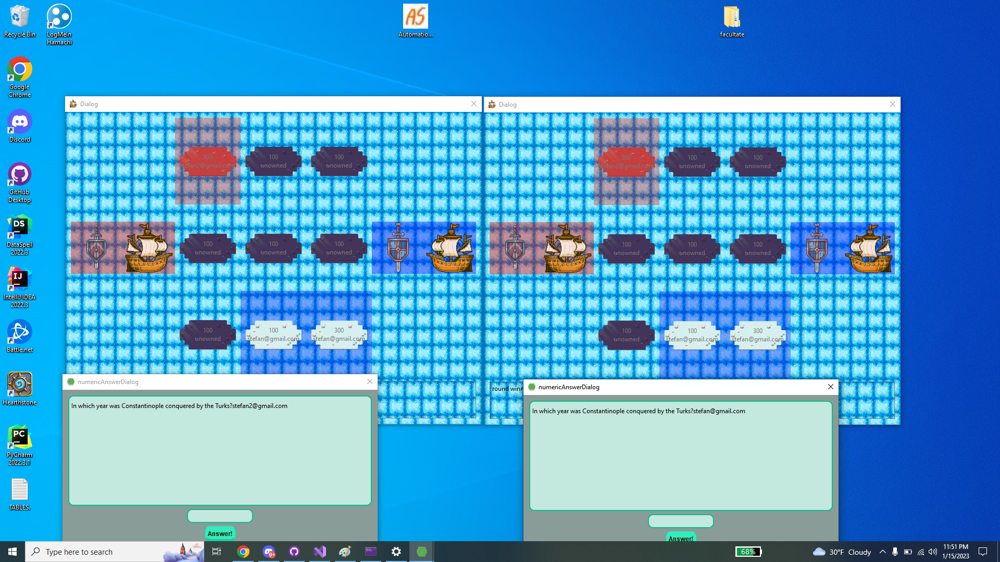 Recycle Bin
LogMeIn
Hamachi
Automatio...
facultate
Google
Chrome
Discord
GitHub
Desktop
DS
DataSpell
2022.3
IJ
IntelliJ IDEA
2022.3
Battle.net
Hearthstone
PC
PyCharm
2022.3.1
TABLES.
AS
Dialog
300
stefan2@gmail.com
100
unowned
100
unowned
100
unowned
100
unowned
100
unowned
100
unowned
100
stefan@gmail.com
300
stefan@gmail.com
Dialog
300
stefan2@gmail.com
100
unowned
100
unowned
100
unowned
100
unowned
100
unowned
100
unowned
100
stefan@gmail.com
300
stefan@gmail.com
round winn
numericAnswerDialog
In which year was Constantinople conquered by the Turks?stefan2@gmail.com
Answer!
numericAnswerDialog
In which year was Constantinople conquered by the Turks?stefan@gmail.com
Answer!
Type here to search
9+
68%
30°F Cloudy
11:51 PM
1/15/2023